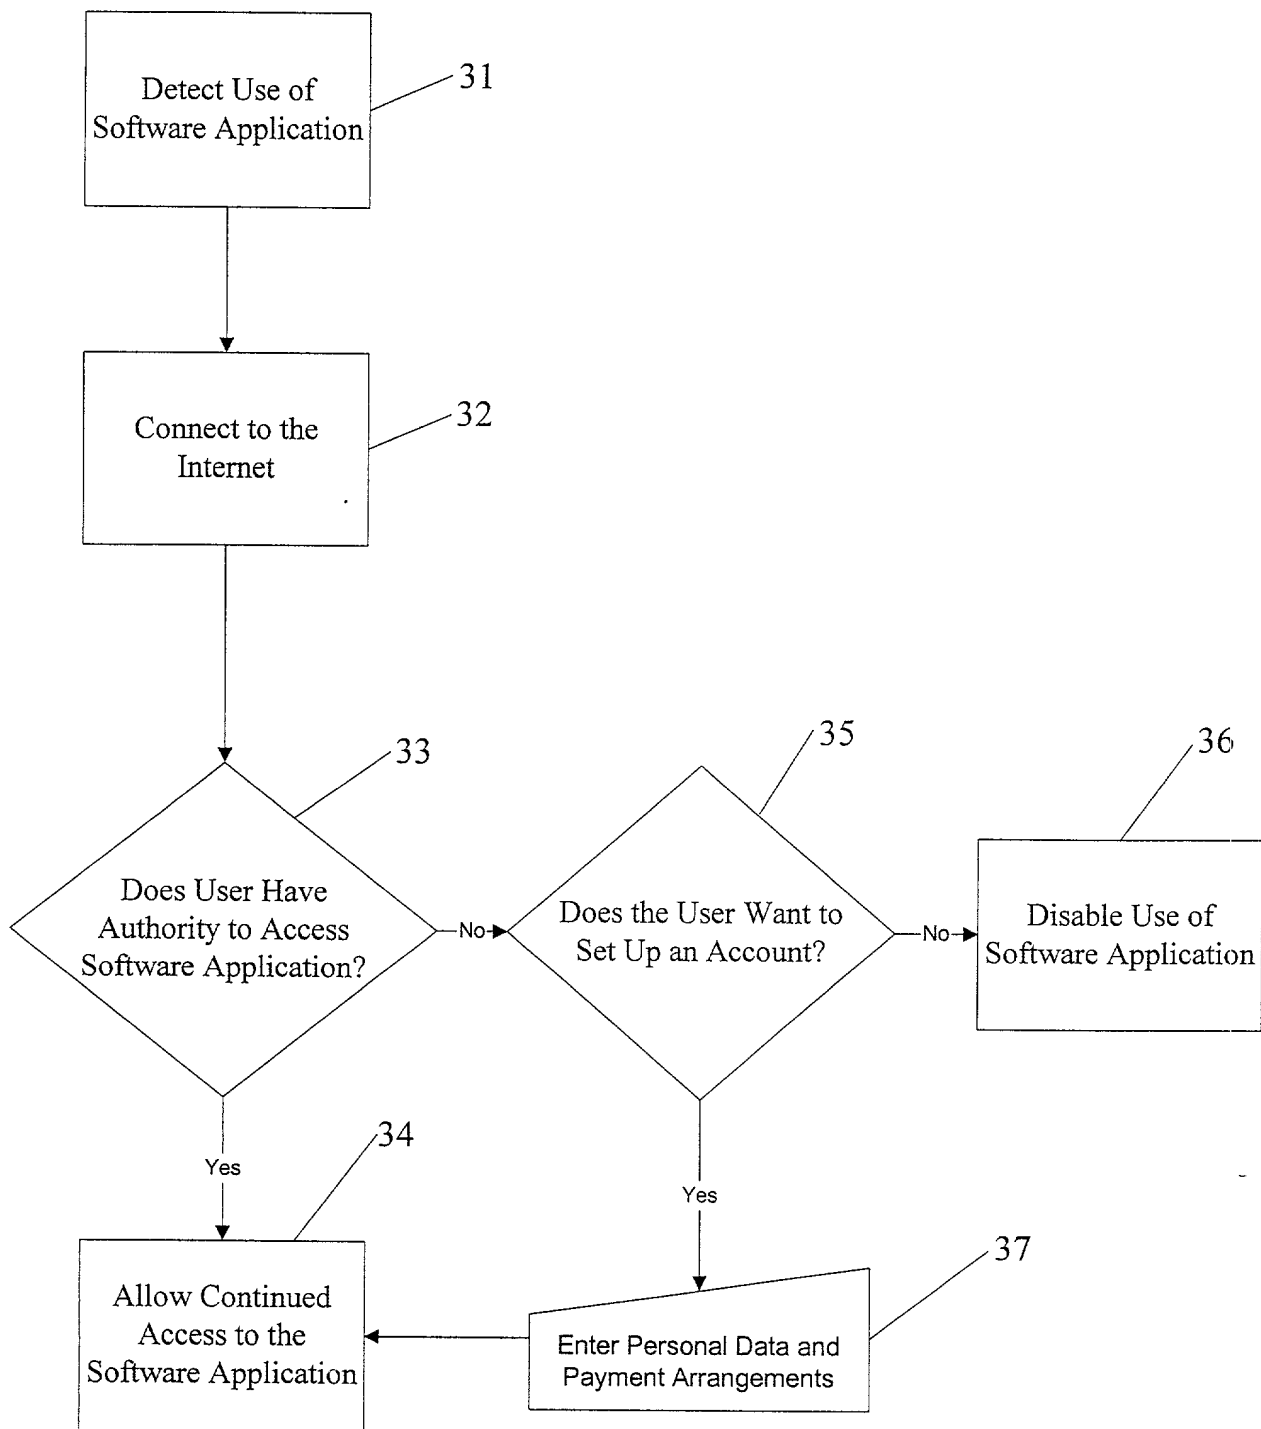 Detect Use of
Software Application
31
Connect to the
Internet
32
33
Does User Have
Authority to Access
Software Application?
No
35
Does the User Want to
Set Up an Account?
No
36
Disable Use of
Software Application
Yes
34
Allow Continued
Access to the
Software Application
Yes
37
Enter Personal Data and
Payment Arrangements